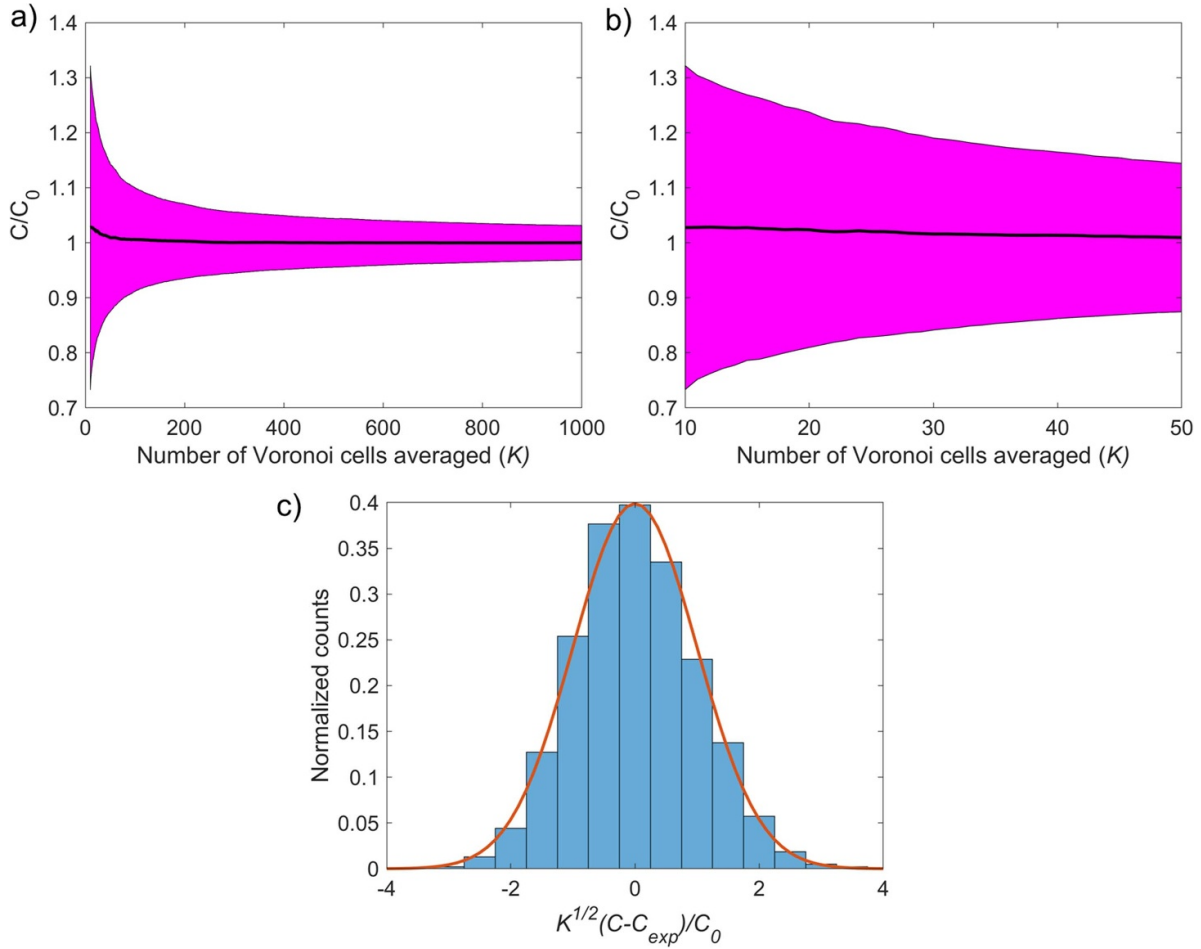 a)
1.4
1.3
1.2
1.1
1
0.9
0.8
0.7
C/C0
0 200 400 600 800 1000
Number of Voronoi cells averaged (K)
b)
1.4
1.3
1.2
1.1
1
0.9
0.8
0.7
C/C0
10 20 30 40 50
Number of Voronoi cells averaged (K)
c)
0.4
0.35
0.3
0.25
0.2
0.15
0.1
0.05
0
Normalized counts
-4 -2 0 2 4
K^1/2(C-Cexp)/C0